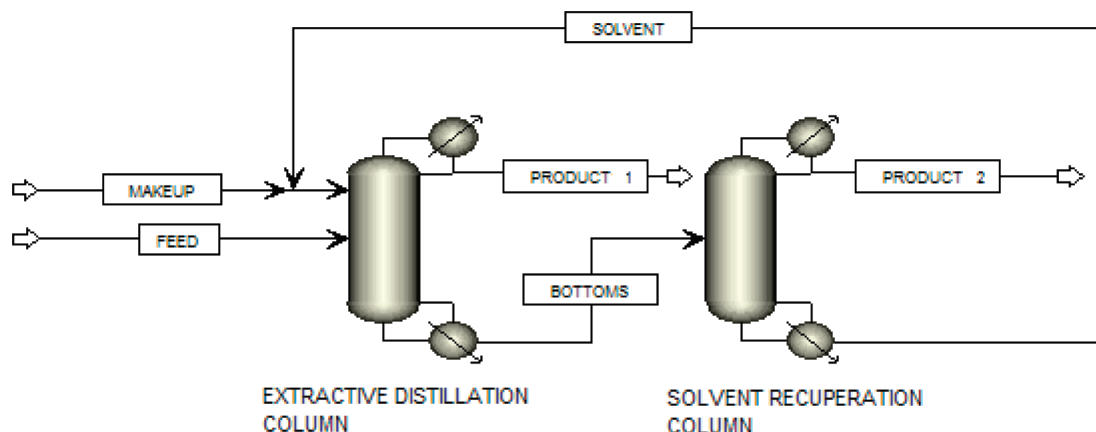 SOLVENT
MAKEUP
PRODUCT 1
PRODUCT 2
FEED
BOTTOMS
EXTRACTIVE DISTILLATION
COLUMN
SOLVENT RECUPERATION
COLUMN